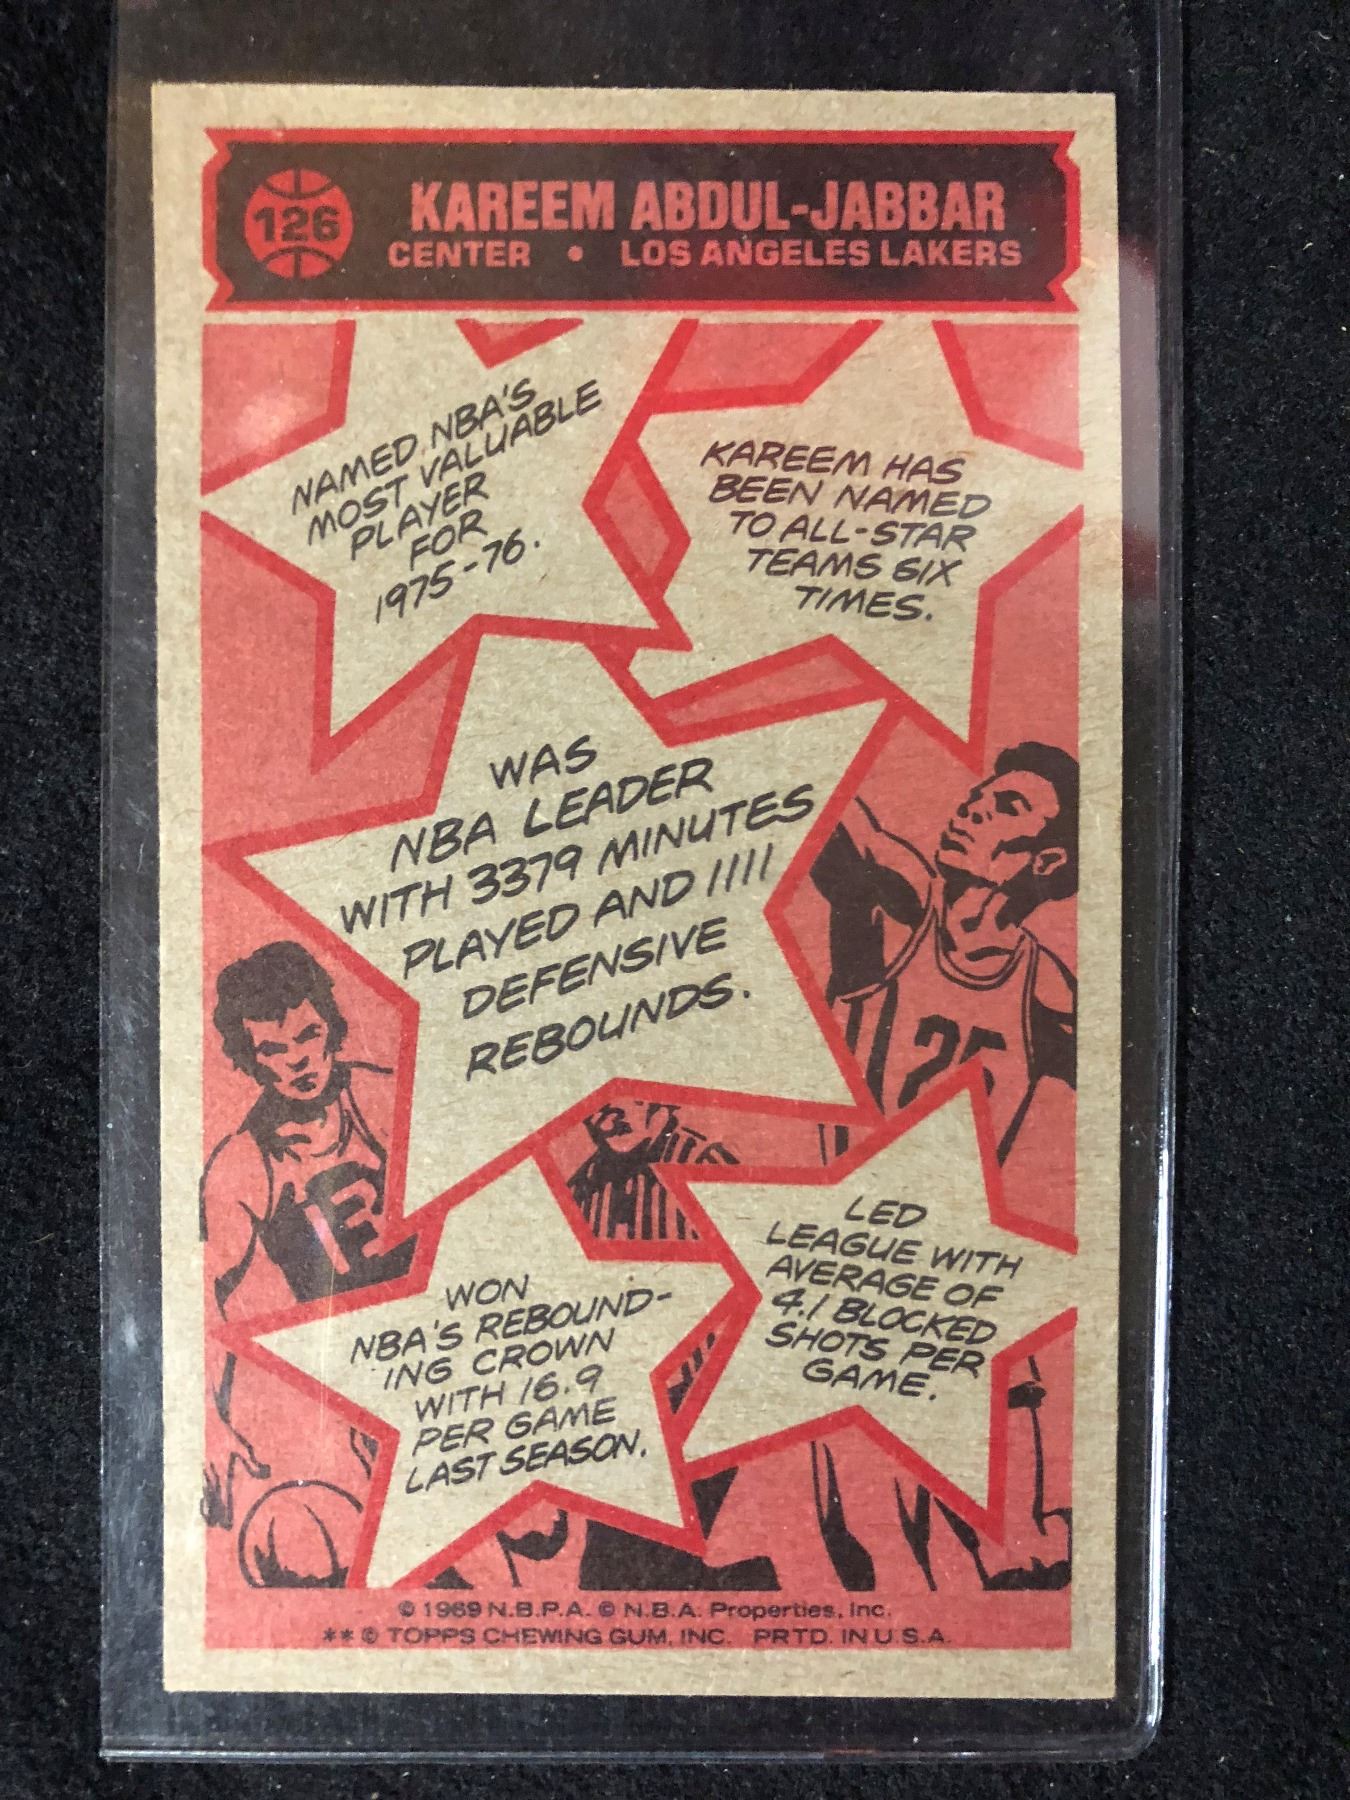 126
KAREEM ABDUL-JABBAR
CENTER • LOS ANGELES LAKERS
NAMED NBA'S
MOST VALUABLE
PLAYER
FOR
1975-76.
KAREEM HAS
BEEN NAMED
TO ALL-STAR
TEAMS SIX
TIMES.
WAS
NBA LEADER
WITH 3379 MINUTES
PLAYED AND 1111
DEFENSIVE
REBOUNDS.
25
E
WON
NBA'S REBOUND-
ING CROWN
WITH 16.9
PER GAME
LAST SEASON.
LED
LEAGUE WITH
AVERAGE OF
4.1 BLOCKED
SHOTS PER
GAME.
© 1969 N.B.P.A. © N.B.A. Properties, Inc.
** © TOPPS CHEWING GUM, INC. PRTD. IN U.S.A.